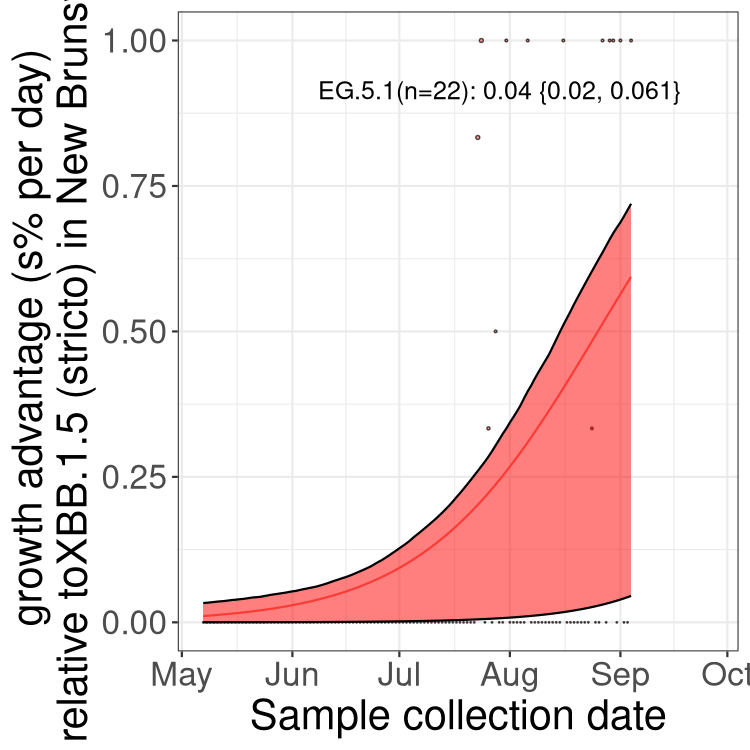 growth advantage (s% per day)
relative toXBB.1.5 (stricto) in New
1.00
0.75
0.50
0.25
0.00
EG.5.1(n=22): 0.04 {0.02, 0.061}
May Jun Jul Aug Sep
Sample collection date